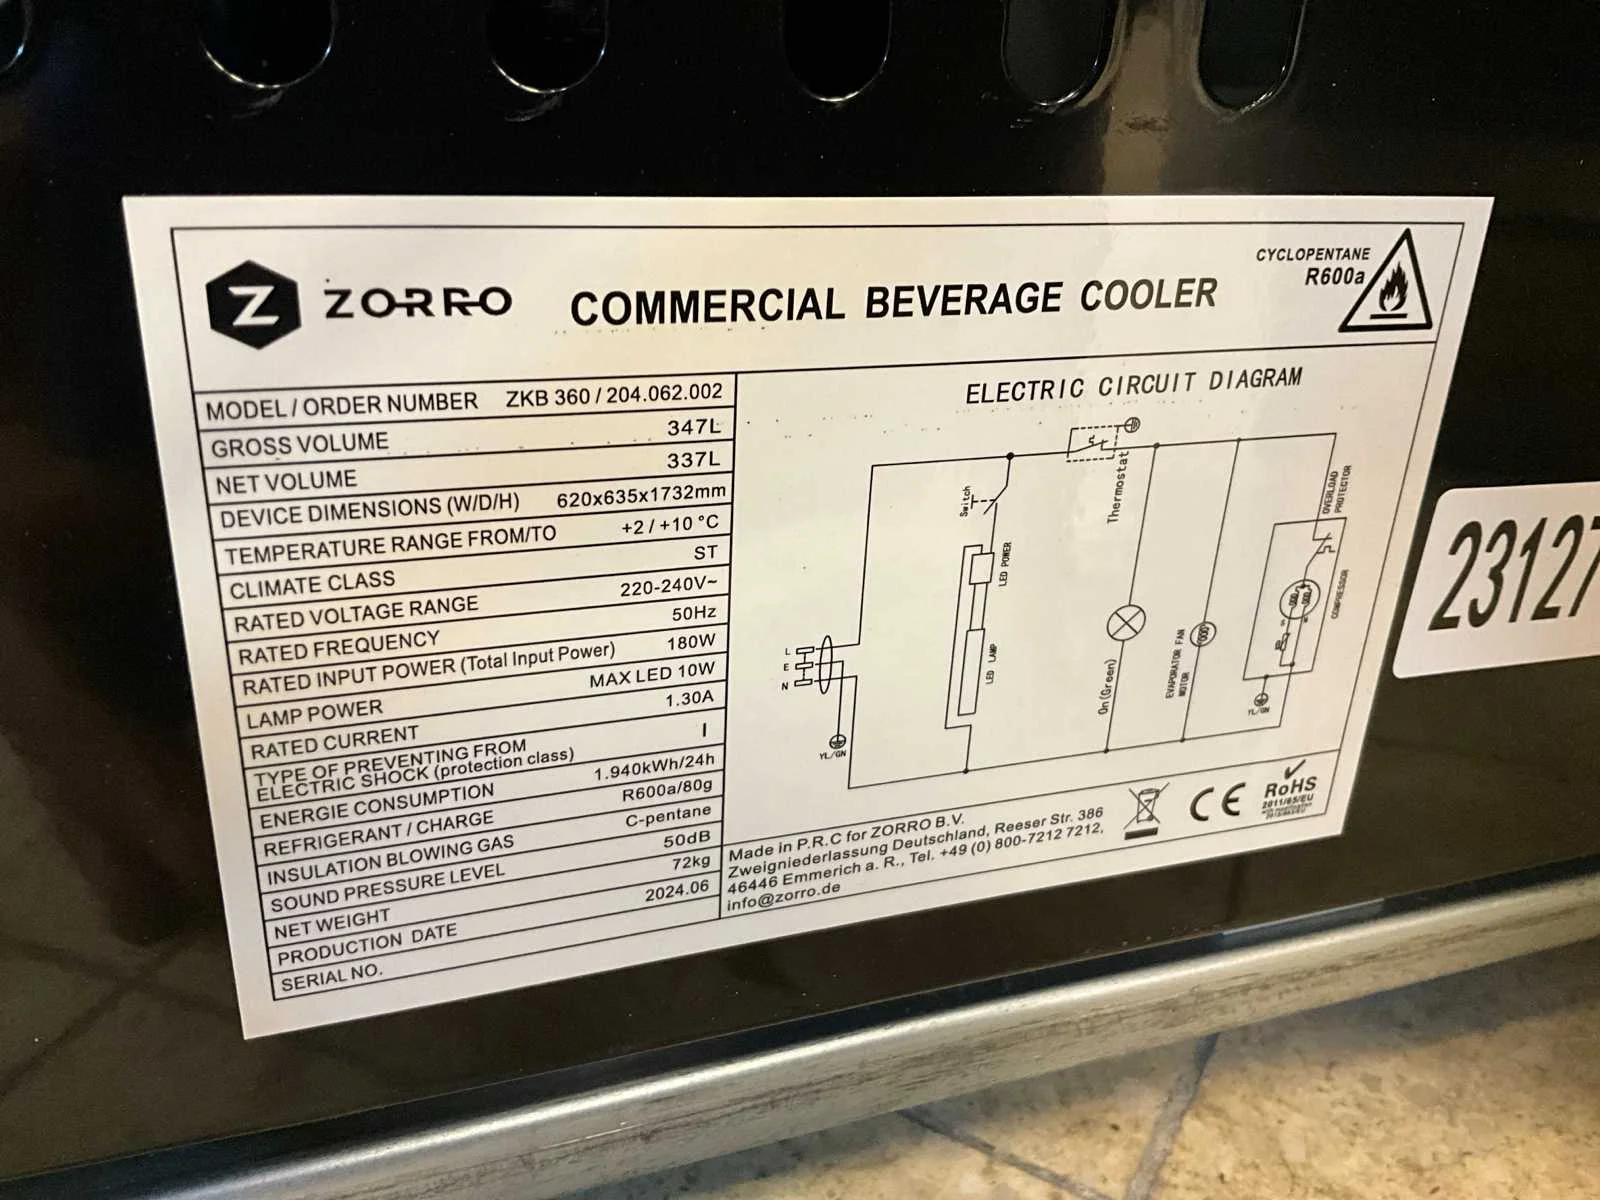 Z ZORRO COMMERCIAL BEVERAGE COOLER
CYCLOPENTANE
R600a
MODEL / ORDER NUMBER ZKB 360 / 204.062.002
GROSS VOLUME 347L
NET VOLUME 337L
DEVICE DIMENSIONS (W/D/H) 620x635x1732mm
TEMPERATURE RANGE FROM/TO +2 / +10 °C
CLIMATE CLASS ST
RATED VOLTAGE RANGE 220-240V~
RATED FREQUENCY 50Hz
RATED INPUT POWER (Total Input Power) 180W
LAMP POWER MAX LED 10W
RATED CURRENT 1.30A
TYPE OF PREVENTING FROM
ELECTRIC SHOCK (protection class) I
ENERGIE CONSUMPTION 1.940kWh/24h
REFRIGERANT / CHARGE R600a/80g
INSULATION BLOWING GAS C-pentane
SOUND PRESSURE LEVEL 50dB
NET WEIGHT 72kg
PRODUCTION DATE 2024.06
SERIAL NO.
ELECTRIC CIRCUIT DIAGRAM
Switch
Thermostat
OVERLOAD
PROTECTOR
LED POWER
COMPRESSOR
LED LAMP
EVAPORATOR FAN
MOTOR
On(Green)
L
E
N
YL/GN
YL/GN
Made in P.R.C for ZORRO B.V.
Zweigniederlassung Deutschland, Reeser Str. 386
46446 Emmerich a. R., Tel. +49 (0) 800-7212 7212,
info@zorro.de
CE
RoHS
2011/65/EU
23127